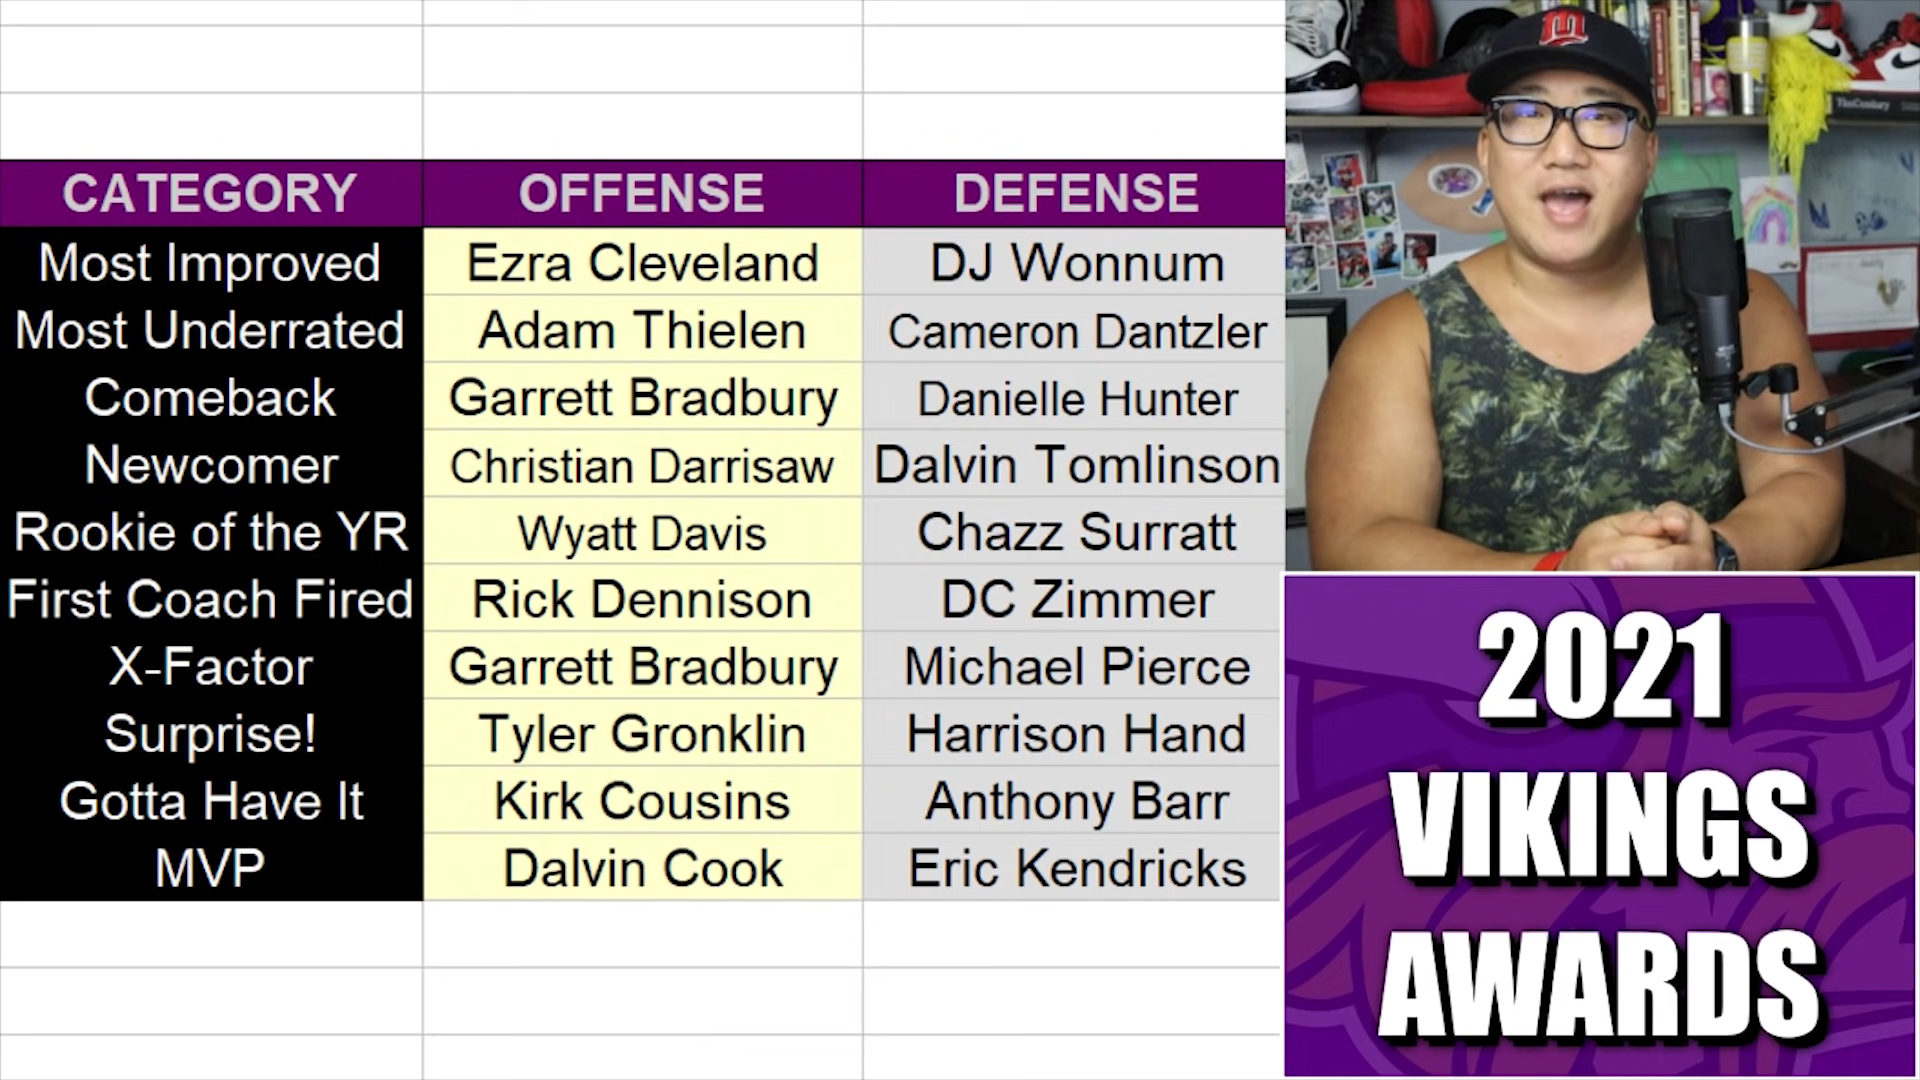 CATEGORY OFFENSE DEFENSE
Most Improved Ezra Cleveland DJ Wonnum
Most Underrated Adam Thielen Cameron Dantzler
Comeback Garrett Bradbury Danielle Hunter
Newcomer Christian Darrisaw Dalvin Tomlinson
Rookie of the YR Wyatt Davis Chazz Surratt
First Coach Fired Rick Dennison DC Zimmer
X-Factor Garrett Bradbury Michael Pierce
Surprise! Tyler Gronklin Harrison Hand
Gotta Have It Kirk Cousins Anthony Barr
MVP Dalvin Cook Eric Kendricks
M
TheCentury
2021
VIKINGS
AWARDS